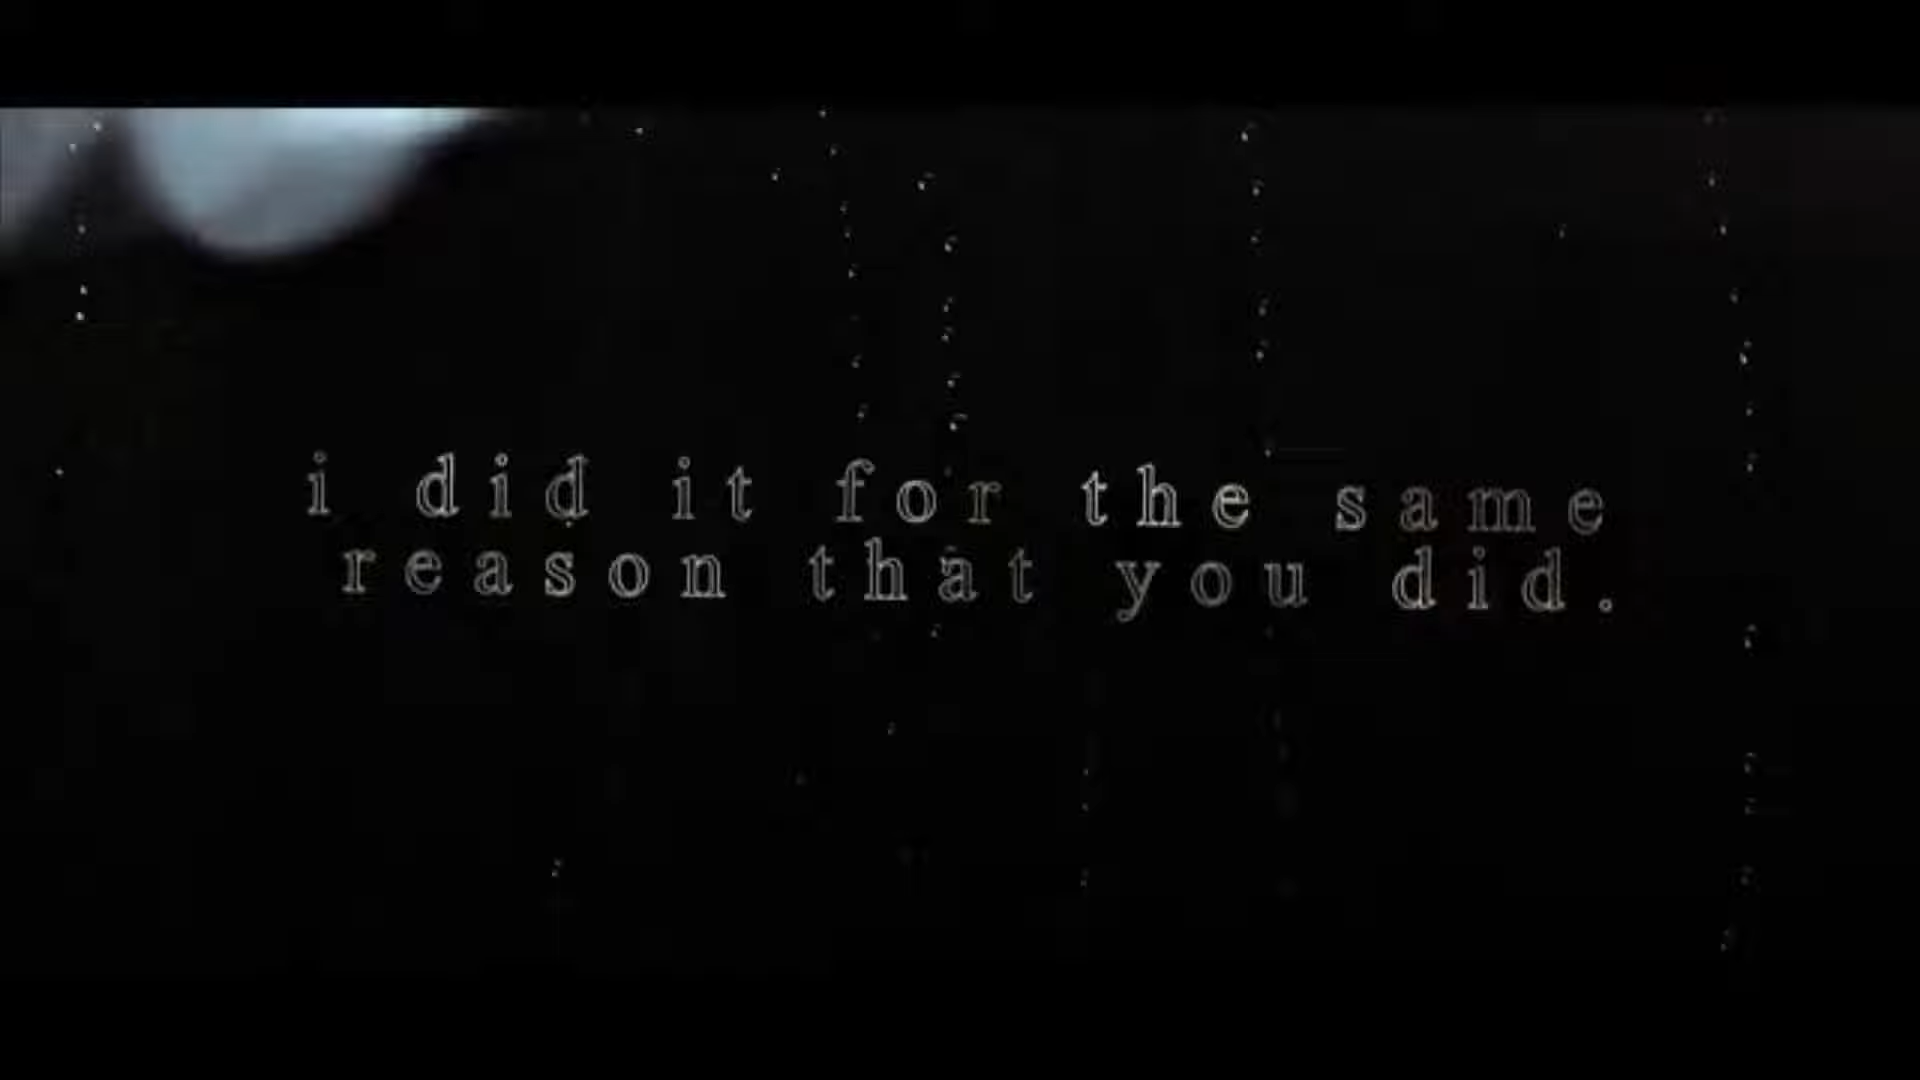 i did it for the same
reason that you did.